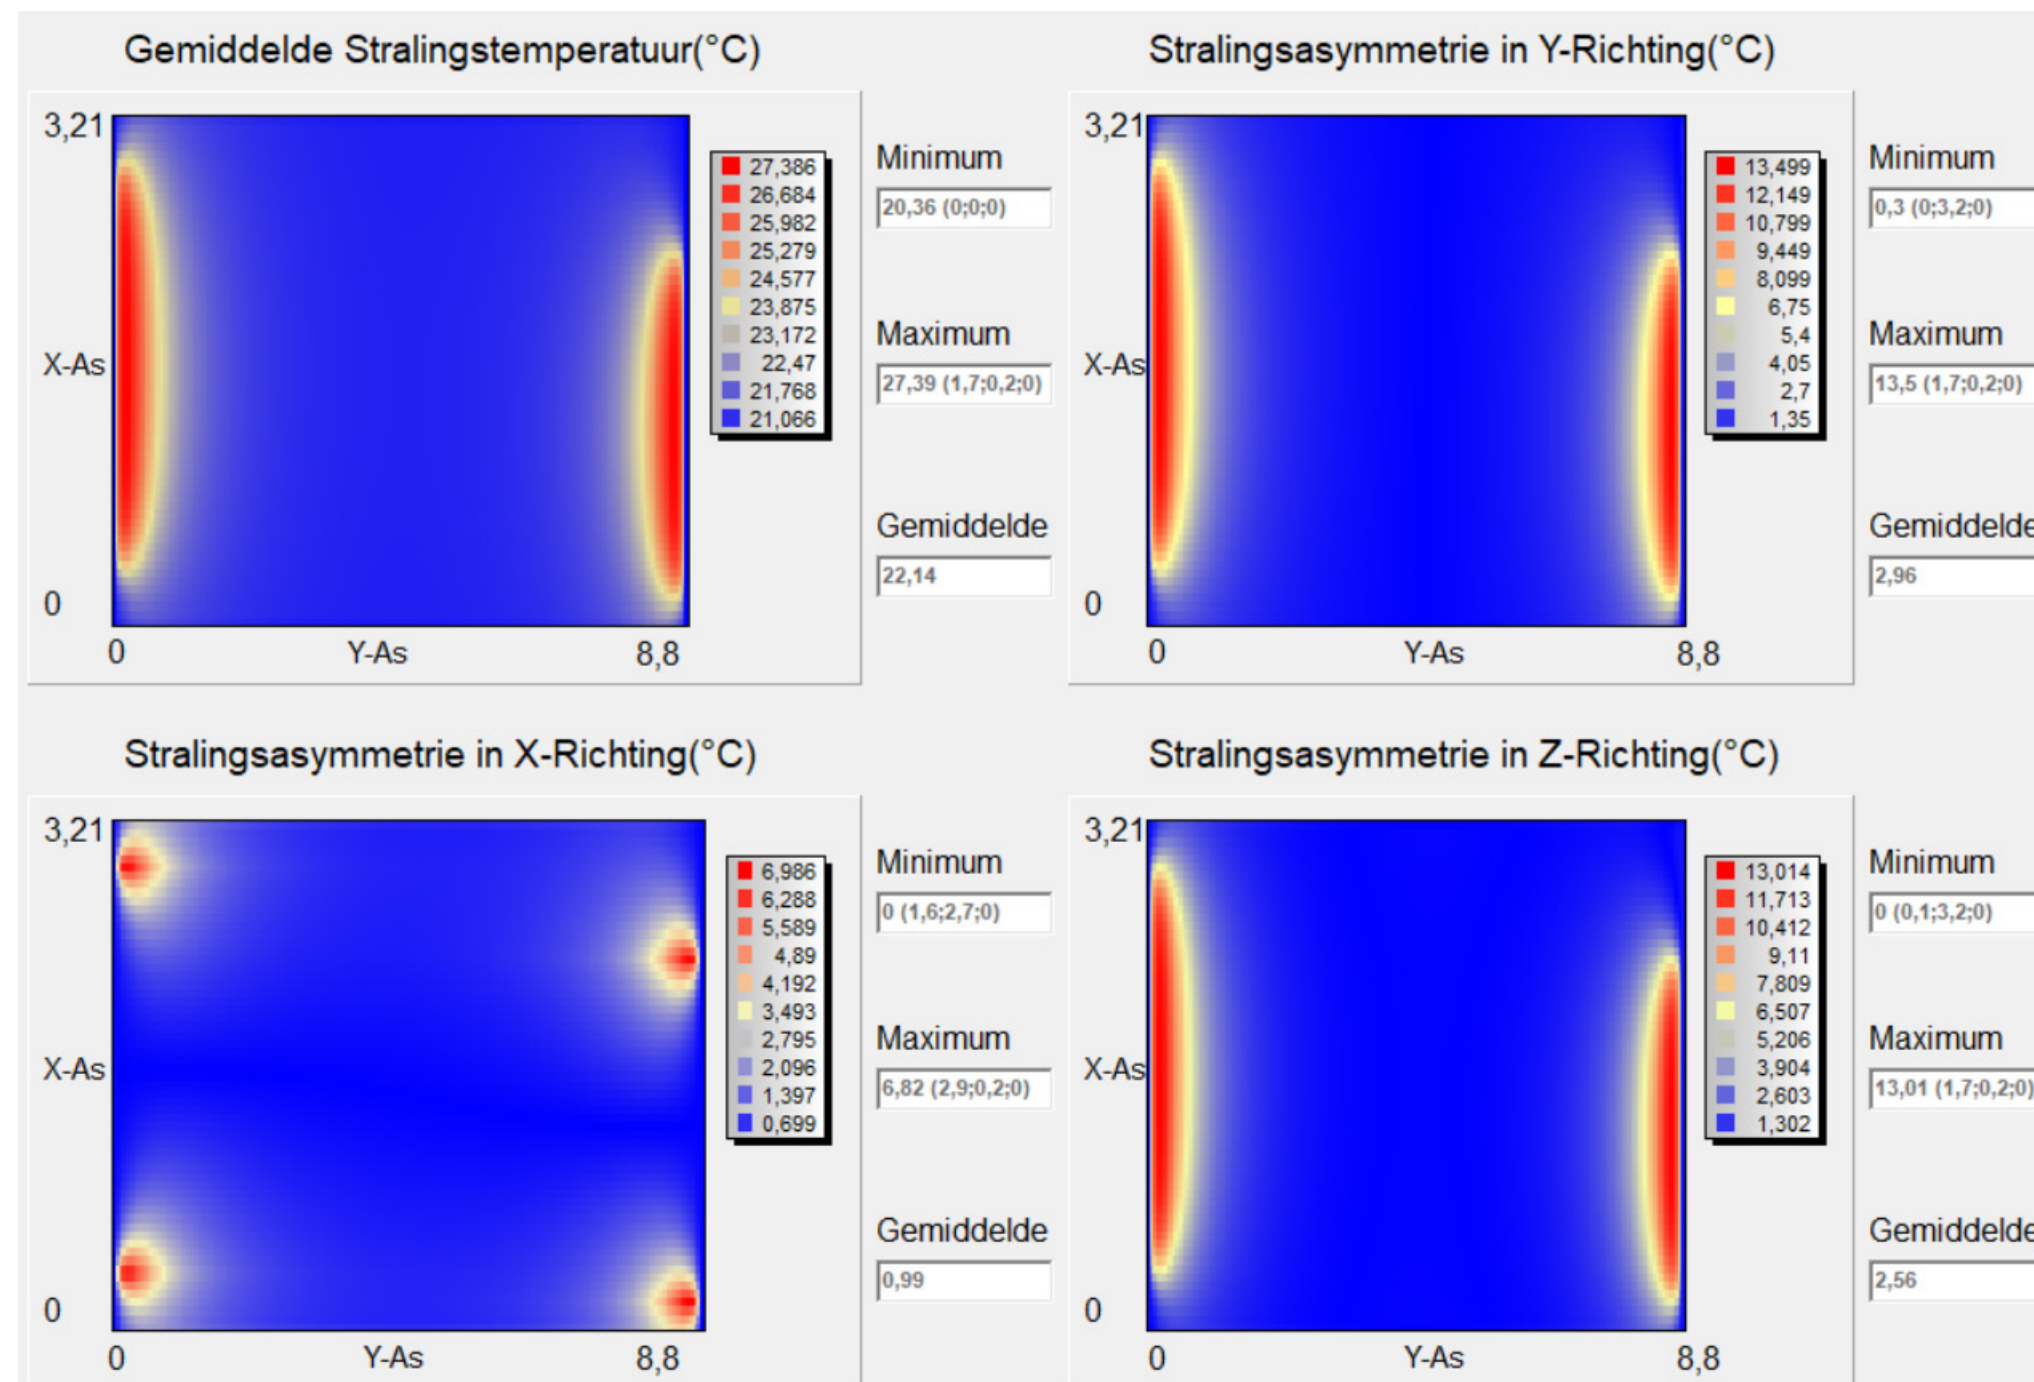 Gemiddelde Stralingstemperatuur(°C)
3,21
X-As
0
0
Y-As
8,8
27,386
26,684
25,982
25,279
24,577
23,875
23,172
22,47
21,768
21,066
Minimum
20,36 (0;0;0)
Maximum
27,39 (1,7;0,2;0)
Gemiddelde
22,14
Stralingsasymmetrie in Y-Richting(°C)
3,21
X-As
0
0
Y-As
8,8
13,499
12,149
10,799
9,449
8,099
6,75
5,4
4,05
2,7
1,35
Minimum
0,3 (0;3,2;0)
Maximum
13,5 (1,7;0,2;0)
Gemiddelde
2,96
Stralingsasymmetrie in X-Richting(°C)
3,21
X-As
0
0
Y-As
8,8
6,986
6,288
5,589
4,89
4,192
3,493
2,795
2,096
1,397
0,699
Minimum
0 (1,6;2,7;0)
Maximum
6,82 (2,9;0,2;0)
Gemiddelde
0,99
Stralingsasymmetrie in Z-Richting(°C)
3,21
X-As
0
0
Y-As
8,8
13,014
11,713
10,412
9,11
7,809
6,507
5,206
3,904
2,603
1,302
Minimum
0 (0,1;3,2;0)
Maximum
13,01 (1,7;0,2;0)
Gemiddelde
2,56